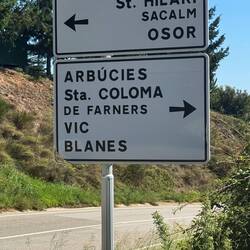 St. HILARI
SACALM
OSOR
ARBÚCIES
Sta. COLOMA
DE FARNERS
VIC
BLANES